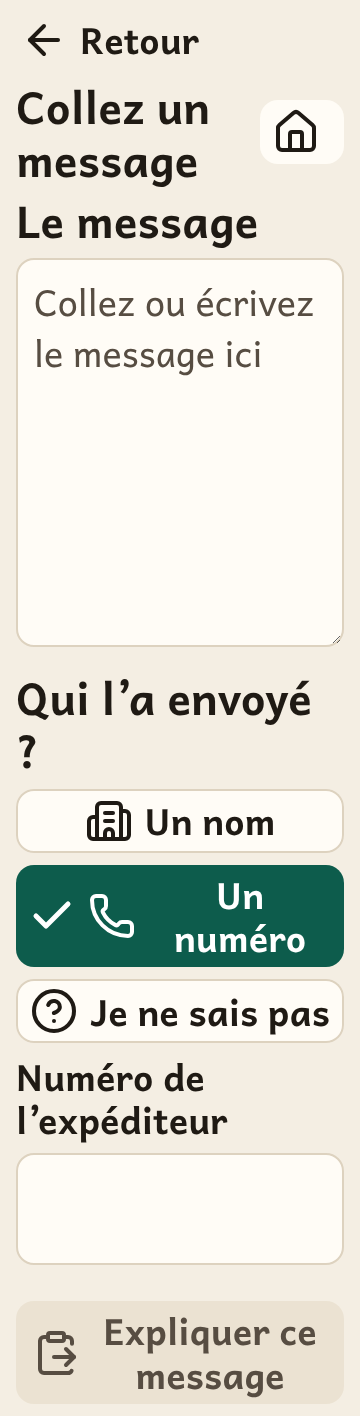 Retour
Collez un
message
Le message
Collez ou écrivez
le message ici
Qui l’a envoyé
?
Un nom
Un
numéro
Je ne sais pas
Numéro de
l’expéditeur
Expliquer ce
message